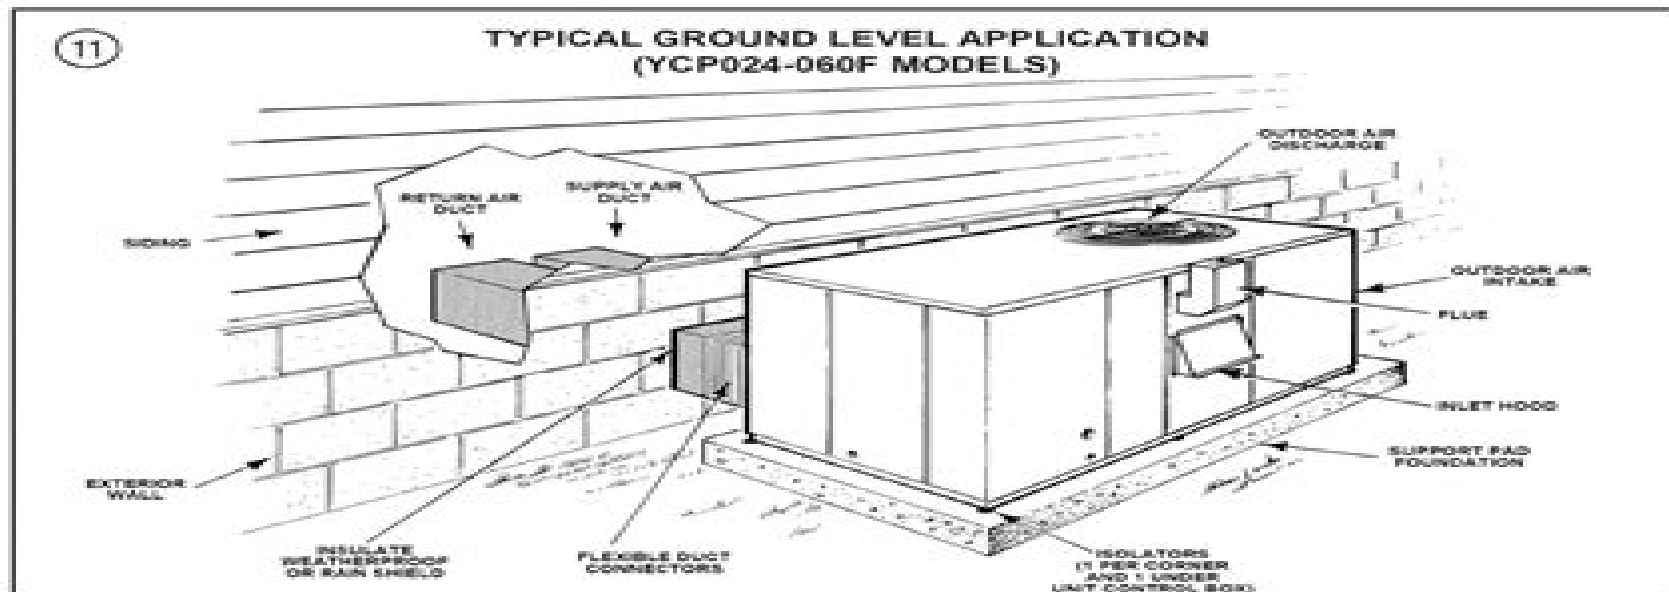 11
TYPICAL GROUND LEVEL APPLICATION
(YCP024-060F MODELS)
OUTDOOR AIR
DISCHARGE
RETURN AIR
DUCT
SUPPLY AIR
DUCT
SIDING
OUTDOOR AIR
INTAKE
FLUE
INLET HOOD
SUPPORT PAD
FOUNDATION
EXTERIOR
WALL
INSULATE
WEATHERPROOF
OR RAIN SHIELD
FLEXIBLE DUCT
CONNECTORS
ISOLATORS
(1 PER CORNER
AND 1 UNDER
UNIT CONTROL BOX)